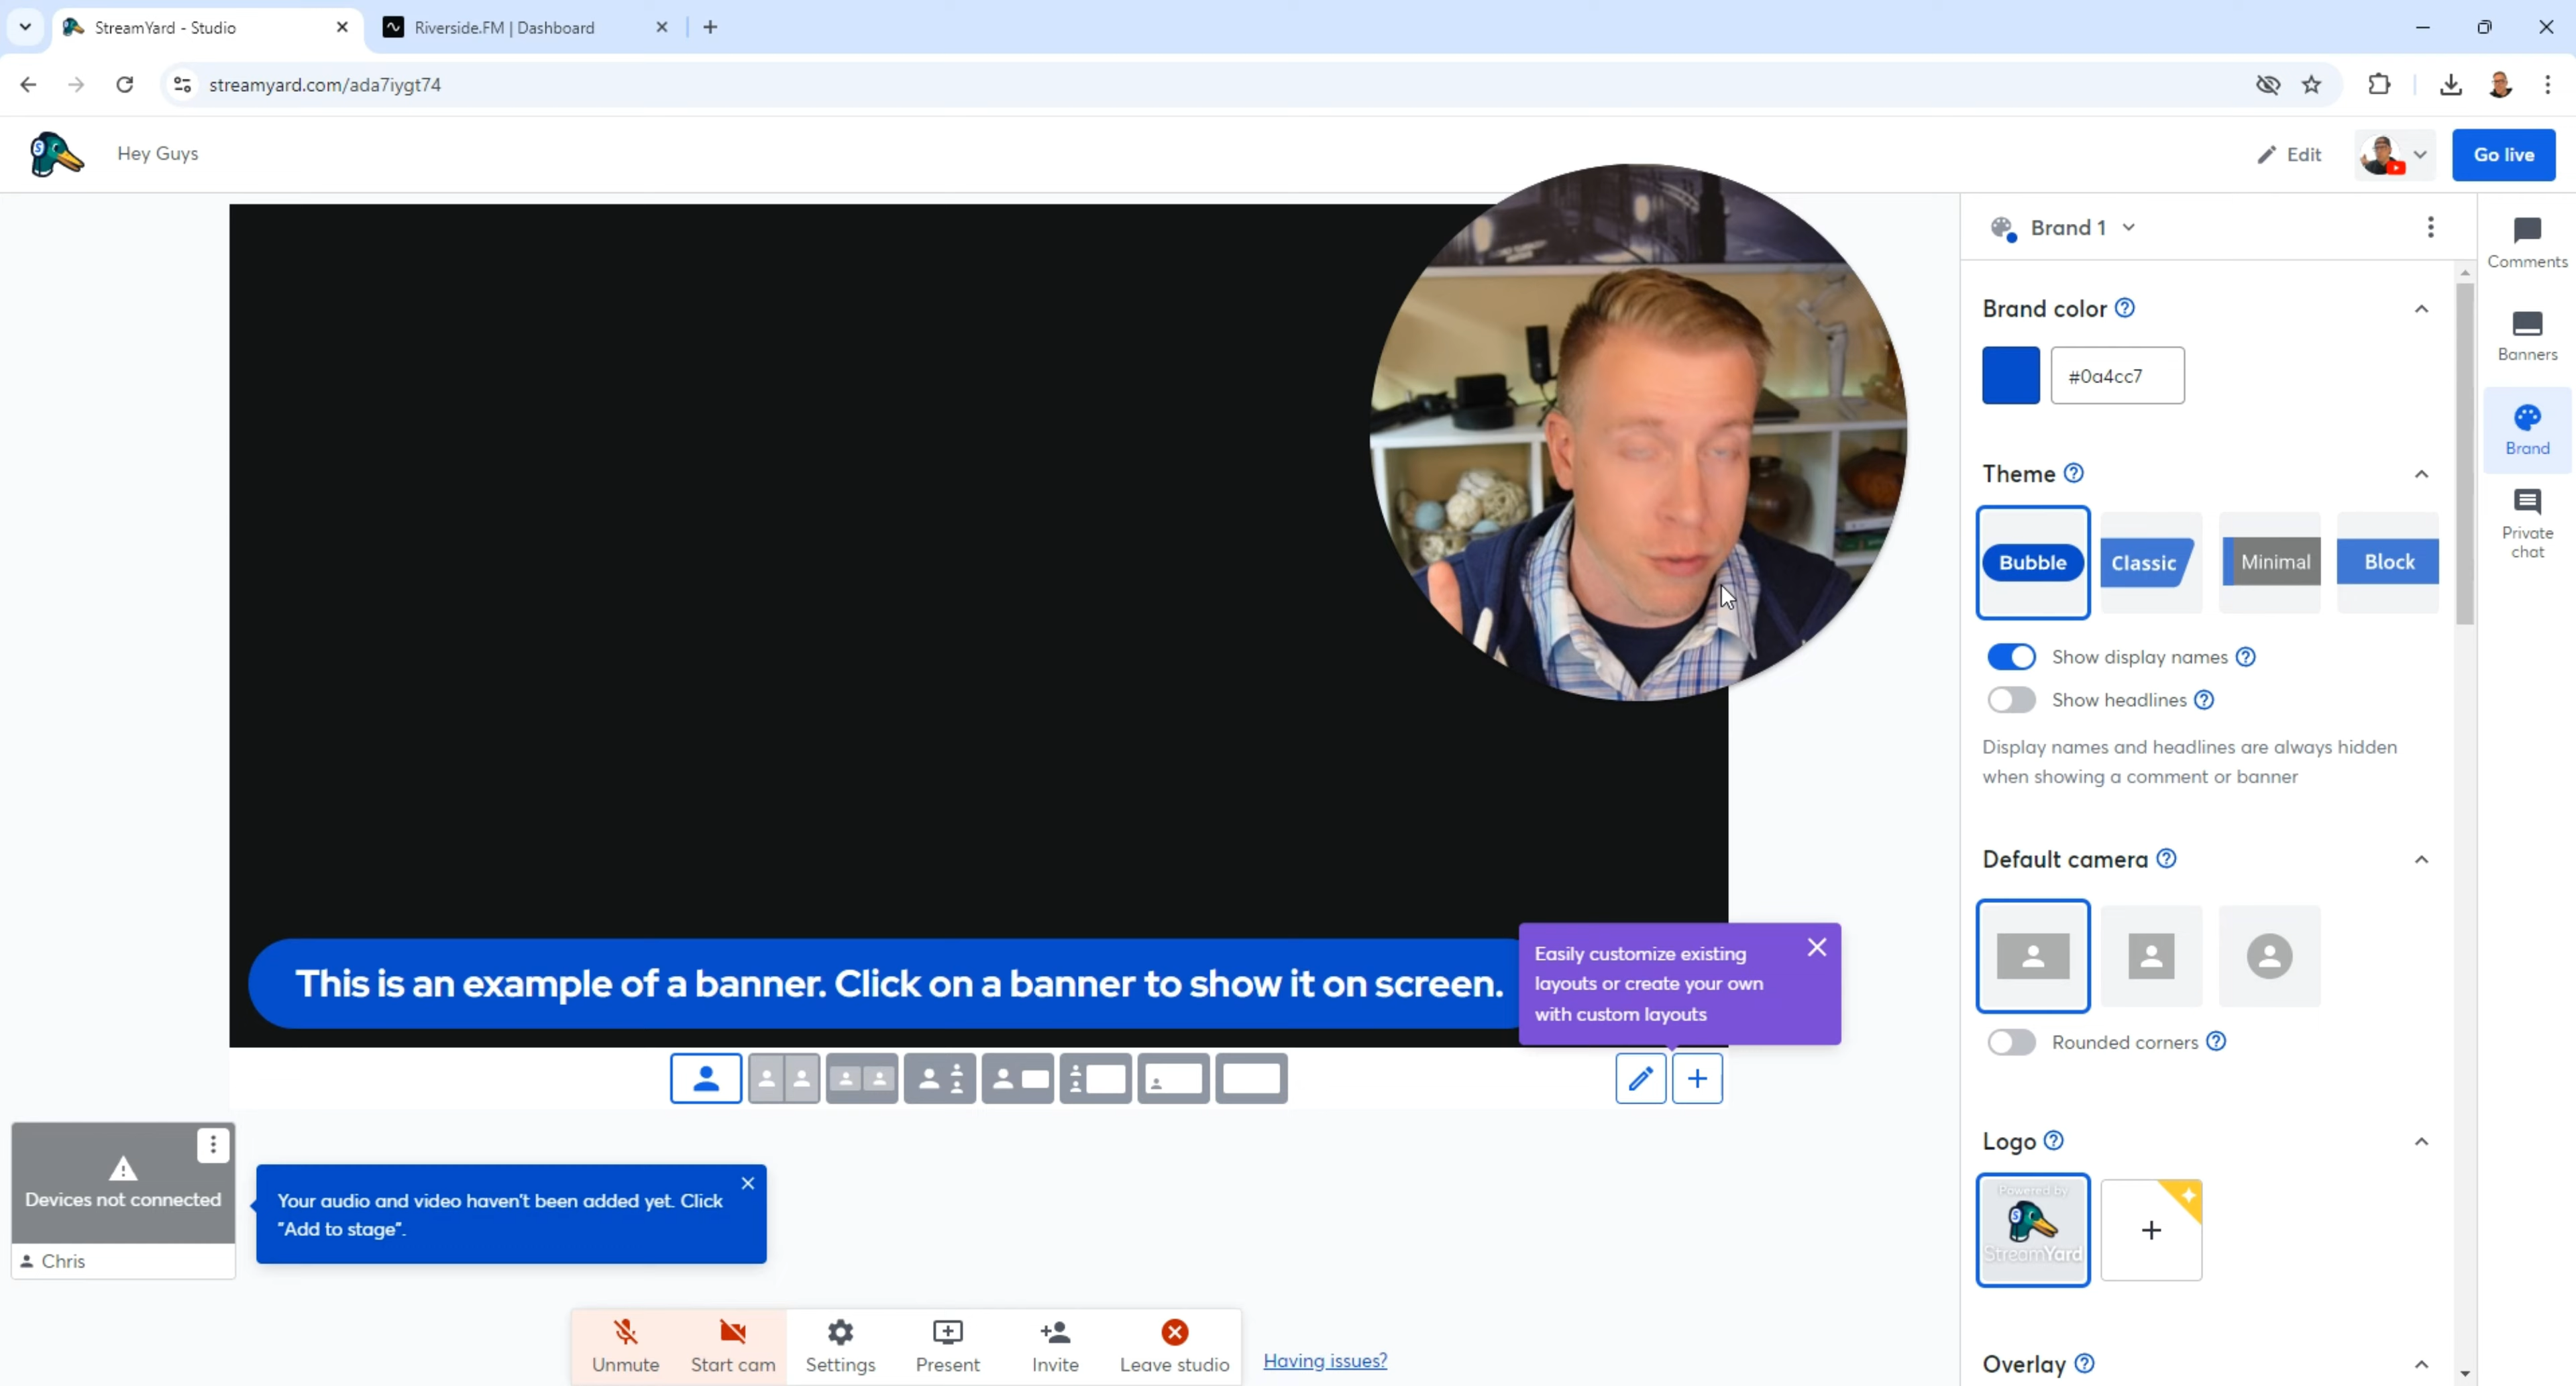 StreamYard - Studio
Riverside.FM | Dashboard
streamyard.com/ada7iygt74
Hey Guys
Edit
Go live
Brand 1
Comments
Brand color
#0a4cc7
Banners
Brand
Theme
Bubble
Classic
Minimal
Block
Private
chat
Show display names
Show headlines
Display names and headlines are always hidden
when showing a comment or banner
Default camera
Rounded corners
This is an example of a banner. Click on a banner to show it on screen.
Easily customize existing
layouts or create your own
with custom layouts
Logo
Powered by
StreamYard
Devices not connected
Chris
Your audio and video haven't been added yet. Click
"Add to stage".
Unmute
Start cam
Settings
Present
Invite
Leave studio
Having issues?
Overlay